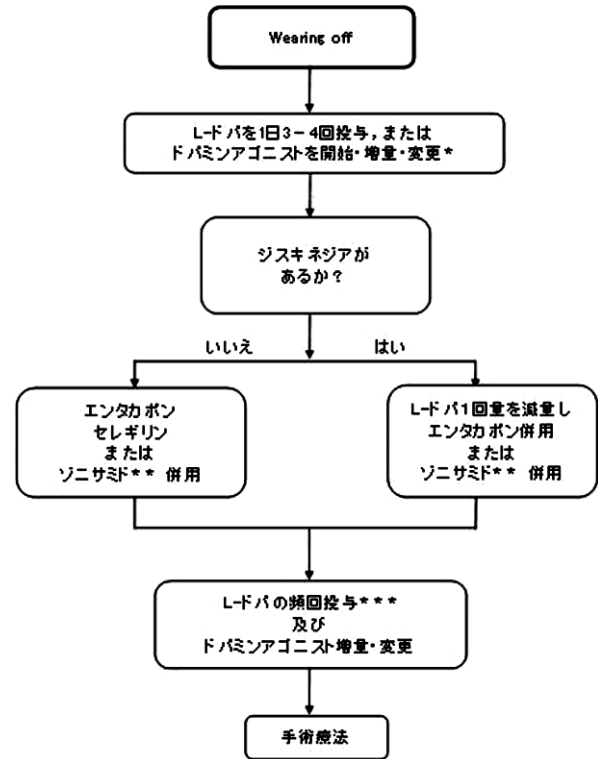 Wearing off
L-ドパを1日3-4回投与,または
ドパミンアゴニストを開始・増量・変更*
ジスキネジアが
あるか?
いいえ
はい
エンタカポン
セレギリン
または
ゾニサミド** 併用
L-ドパ1回量を減量し
エンタカポン併用
または
ゾニサミド** 併用
L-ドパの頻回投与***
及び
ドパミンアゴニスト増量・変更
手術療法